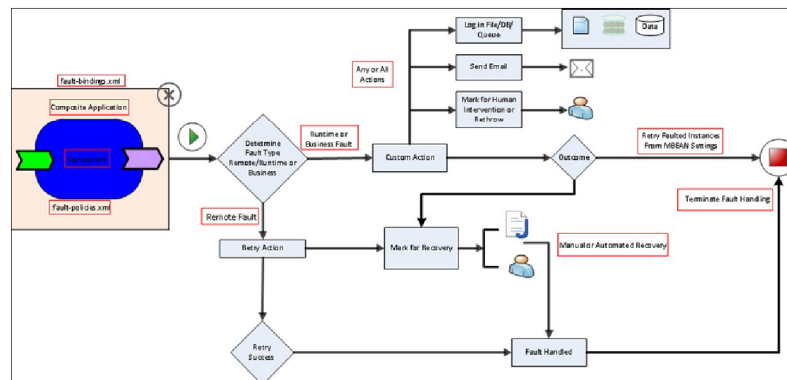 fault-bindings.xml
Composite Application
Component
fault-policies.xml
Determine
Fault Type
Remote/Runtime or
Business
Runtime or
Business Fault
Remote Fault
Any or All
Actions
Log in File/DB/
Queue
Data
Send Email
Mark for Human
Intervention or
Rethrow
Custom Action
Outcome
Retry Faulted Instances
From MBEAN Settings
Terminate Fault Handling
Retry Action
Mark for Recovery
Manual or Automated Recovery
Retry
Success
Fault Handled